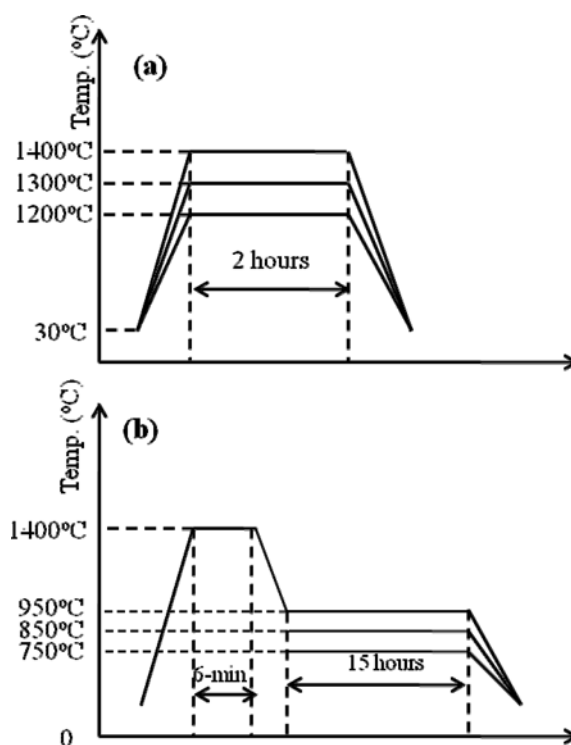 Temp. (°C)
(a)
1400°C
1300°C
1200°C
2 hours
30°C
Temp. (°C)
(b)
1400°C
950°C
850°C
750°C
6-min
15 hours
0